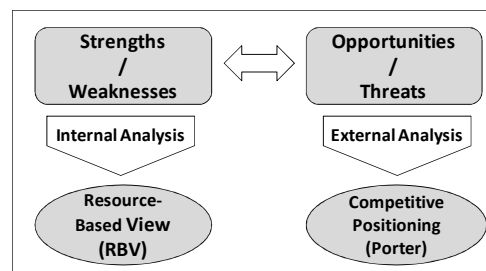 Strengths
/
Weaknesses
Opportunities
/
Threats
Internal Analysis
External Analysis
Resource-
Based View
(RBV)
Competitive
Positioning
(Porter)